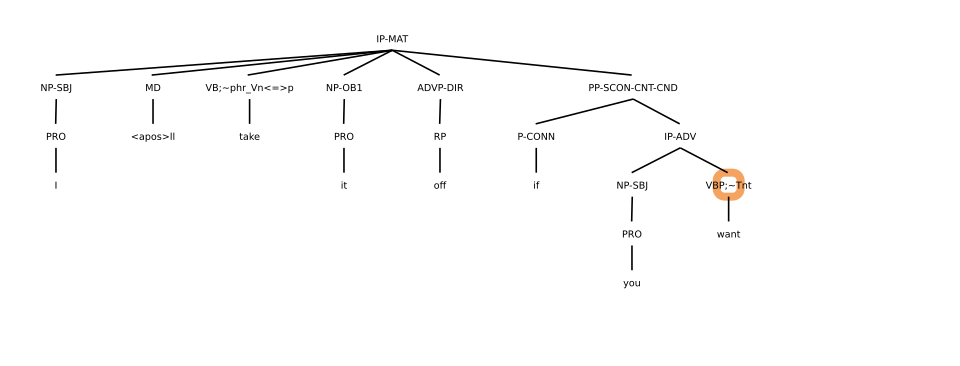 IP-MAT
NP-SBJ MD VB;~phr_Vn<=>p NP-OB1 ADVP-DIR PP-SCON-CNT-CND
PRO <apos>ll take PRO RP P-CONN IP-ADV
I it off if NP-SBJ VBP;~Tnt
PRO want
you